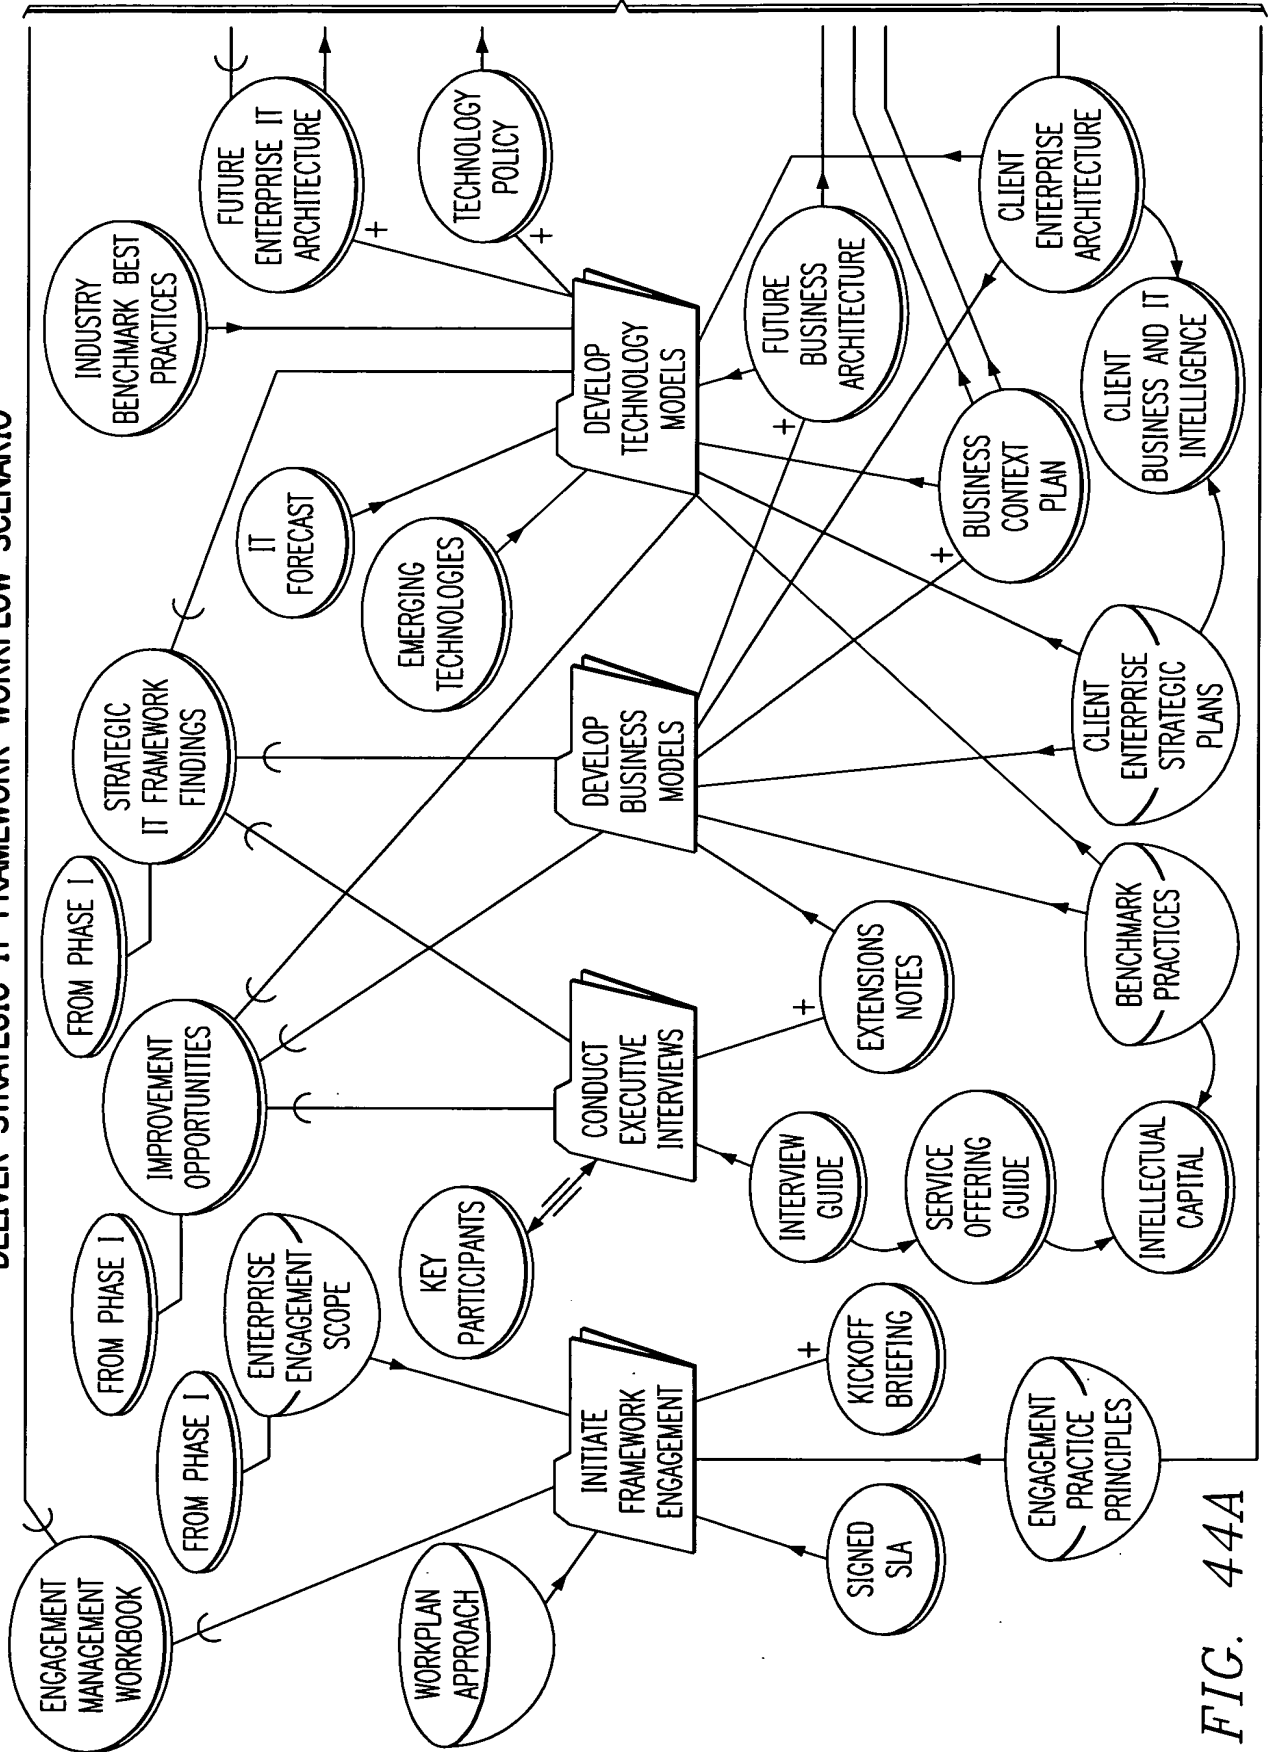 DELIVER STRATEGIC IT FRAMEWORK WORKFLOW SCENARIO
ENGAGEMENT
MANAGEMENT
WORKBOOK
FROM PHASE I
FROM PHASE I
FROM PHASE I
ENTERPRISE
ENGAGEMENT
SCOPE
IMPROVEMENT
OPPORTUNITIES
STRATEGIC
IT FRAMEWORK
FINDINGS
INDUSTRY
BENCHMARK BEST
PRACTICES
FUTURE
ENTERPRISE IT
ARCHITECTURE
IT
FORECAST
EMERGING
TECHNOLOGIES
TECHNOLOGY
POLICY
WORKPLAN
APPROACH
KEY
PARTICIPANTS
INITIATE
FRAMEWORK
ENGAGEMENT
CONDUCT
EXECUTIVE
INTERVIEWS
DEVELOP
BUSINESS
MODELS
DEVELOP
TECHNOLOGY
MODELS
+
+
SIGNED
SLA
KICKOFF
BRIEFING
+
INTERVIEW
GUIDE
EXTENSIONS
NOTES
+
FUTURE
BUSINESS
ARCHITECTURE
+
SERVICE
OFFERING
GUIDE
BUSINESS
CONTEXT
PLAN
+
CLIENT
ENTERPRISE
ARCHITECTURE
ENGAGEMENT
PRACTICE
PRINCIPLES
INTELLECTUAL
CAPITAL
BENCHMARK
PRACTICES
CLIENT
ENTERPRISE
STRATEGIC
PLANS
CLIENT
BUSINESS AND IT
INTELLIGENCE
FIG. 44A